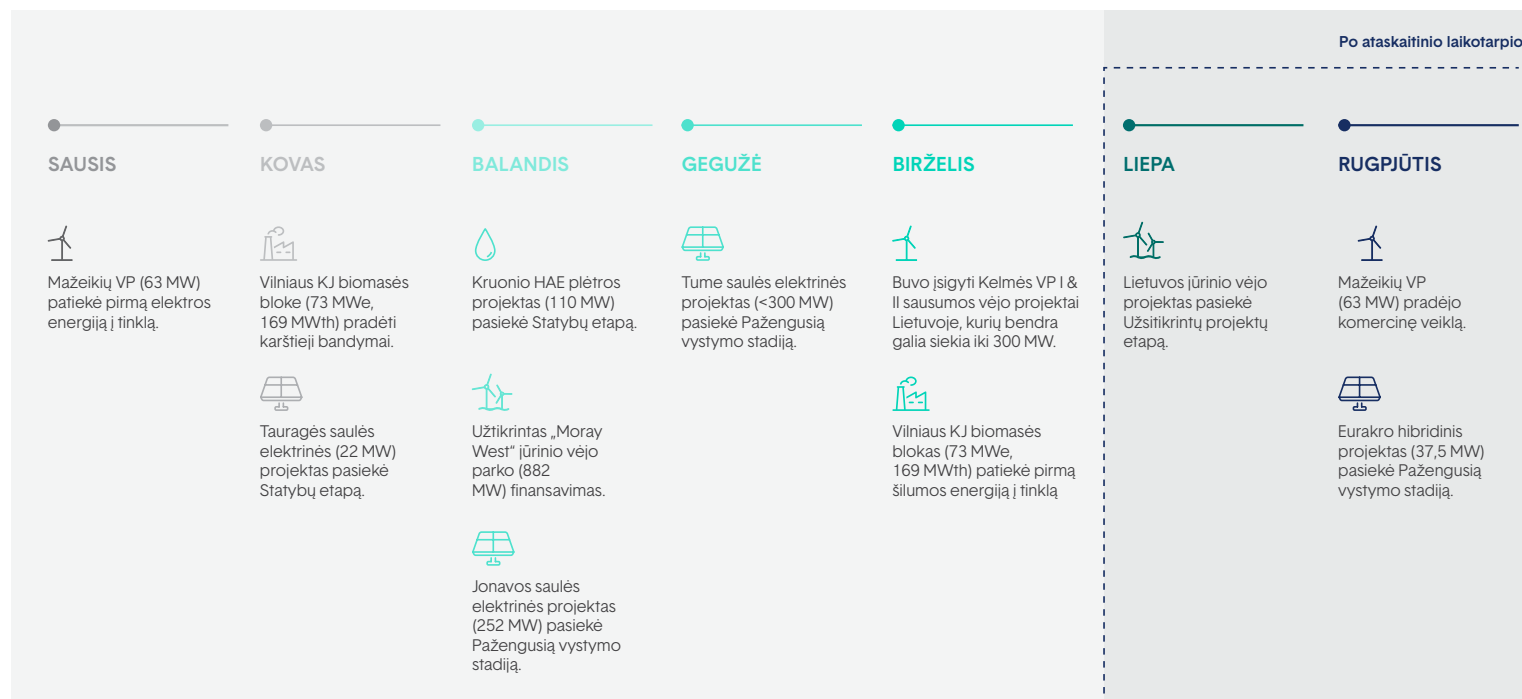 Po ataskaitinio laikotarpio
SAUSIS
Mažeikių VP (63 MW)
patiekė pirmą elektros
energiją į tinklą.
KOVAS
Vilniaus KJ biomasės
bloke (73 MWe,
169 MWth) pradėti
karštieji bandymai.
Tauragės saulės
elektrinės (22 MW)
projektas pasiekė
Statybų etapą.
BALANDIS
Kruonio HAE plėtros
projektas (110 MW)
pasiekė Statybų etapą.
Užtikrintas „Moray
West“ jūrinio vėjo
parko (882
MW) finansavimas.
Jonavos saulės
elektrinės projektas
(252 MW) pasiekė
Pažengusią vystymo
stadiją.
GEGUŽĖ
Tume saulės elektrinės
projektas (<300 MW)
pasiekė Pažengusią
vystymo stadiją.
BIRŽELIS
Buvo įsigyti Kelmės VP I &
II sausumos vėjo projektai
Lietuvoje, kurių bendra
galia siekia iki 300 MW.
Vilniaus KJ biomasės
blokas (73 MWe,
169 MWth) patiekė pirmą
šilumos energiją į tinklą
LIEPA
Lietuvos jūrinio vėjo
projektas pasiekė
Užsitikrintų projektų
etapą.
RUGPJŪTIS
Mažeikių VP
(63 MW) pradėjo
komercinę veiklą.
Eurakro hibridinis
projektas (37,5 MW)
pasiekė Pažengusią
vystymo stadiją.